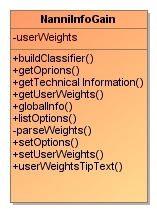 NanniInfoGain
-userWeights
+buildClassifier()
+getOprions()
+getTechnical Information()
+getUserWeights()
+globalInfo()
+listOptions()
-parseWeights()
+setOptions()
+setUserWeights()
+userWeightsTipText()